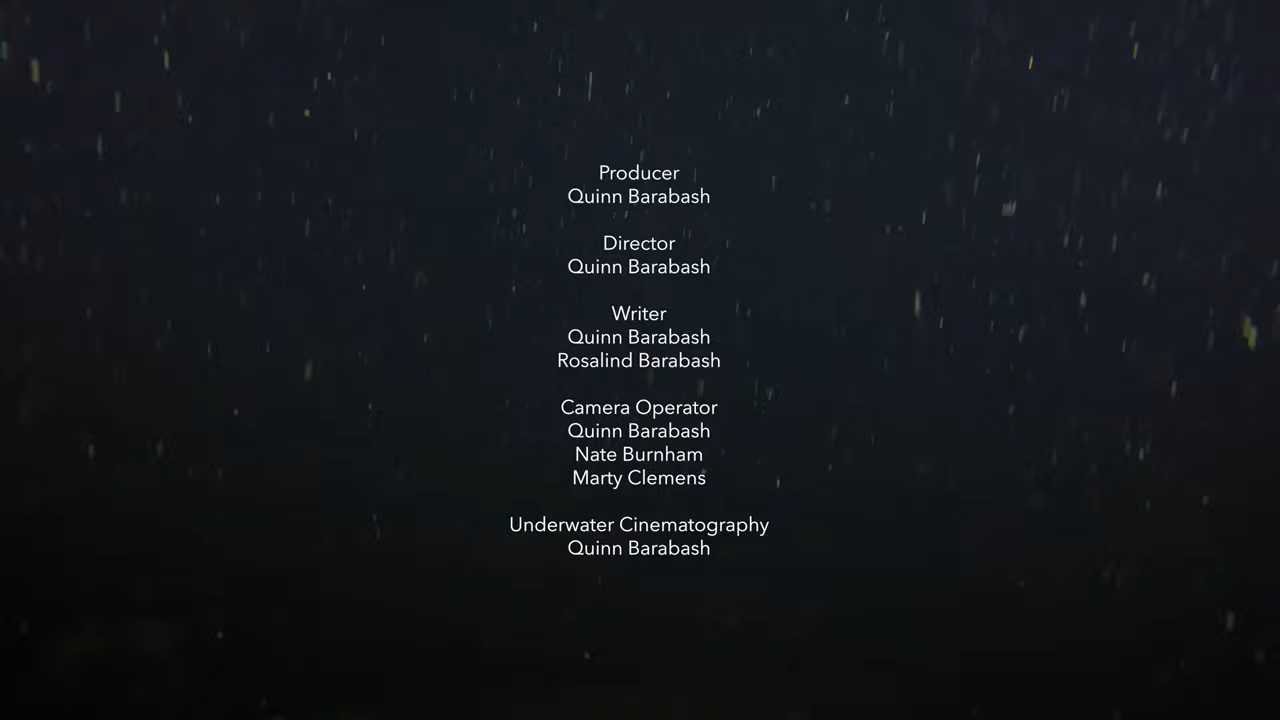 Producer
Quinn Barabash
Director
Quinn Barabash
Writer
Quinn Barabash
Rosalind Barabash
Camera Operator
Quinn Barabash
Nate Burnham
Marty Clemens
Underwater Cinematography
Quinn Barabash